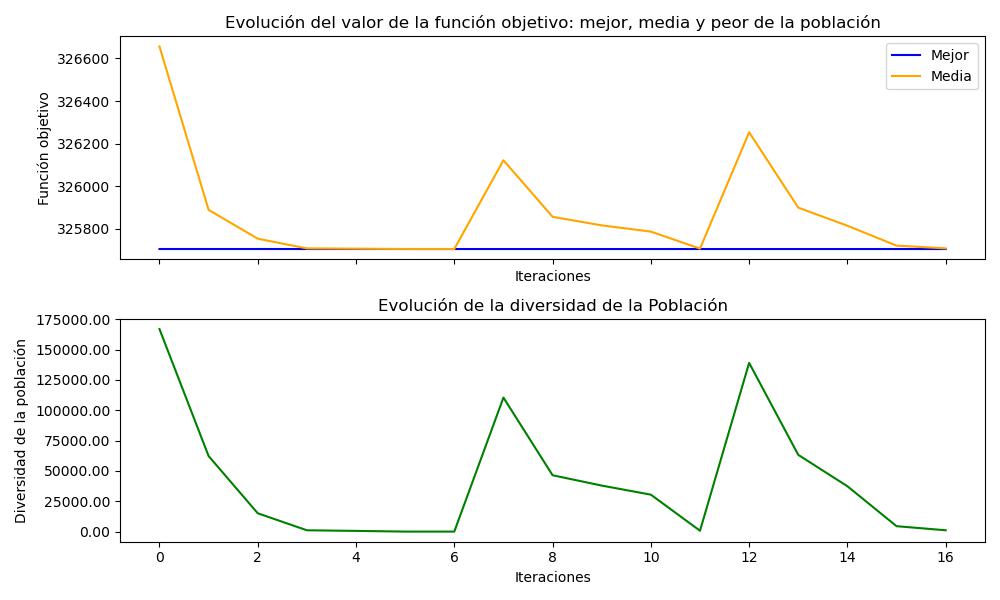 Evolución del valor de la función objetivo: mejor, media y peor de la población
Mejor
Media
Función objetivo
326600
326400
326200
326000
325800
Iteraciones
Evolución de la diversidad de la Población
Diversidad de la población
175000.00
150000.00
125000.00
100000.00
75000.00
50000.00
25000.00
0.00
0 2 4 6 8 10 12 14 16
Iteraciones